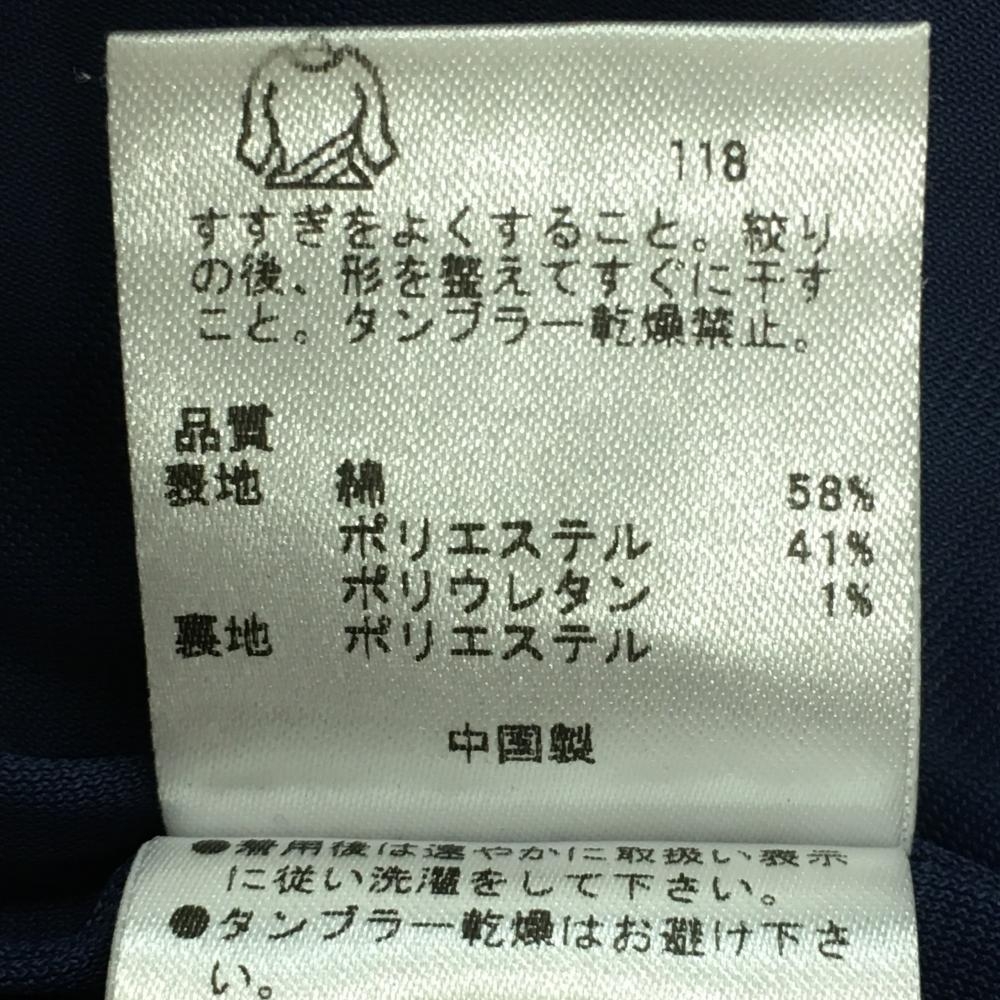 118
すすぎをよくすること。絞り
の後、形を整えてすぐに干す
こと。タンブラー乾燥禁止。
品質
表地 綿 58%
ポリエステル 41%
ポリウレタン 1%
裏地 ポリエステル
中国製
●着用後は速やかに取扱い表示
に従い洗濯をして下さい。
●タンブラー乾燥はお避け下さ
い。